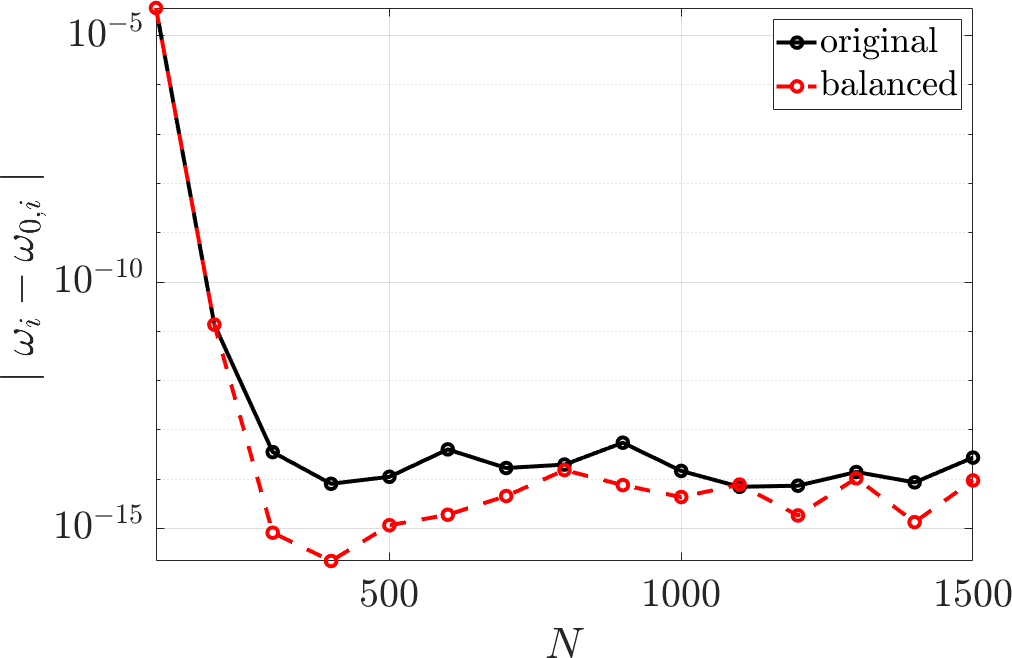 10^{-5}
10^{-10}
10^{-15}
| ω_i − ω_{0,i} |
original
balanced
500 1000 1500
N